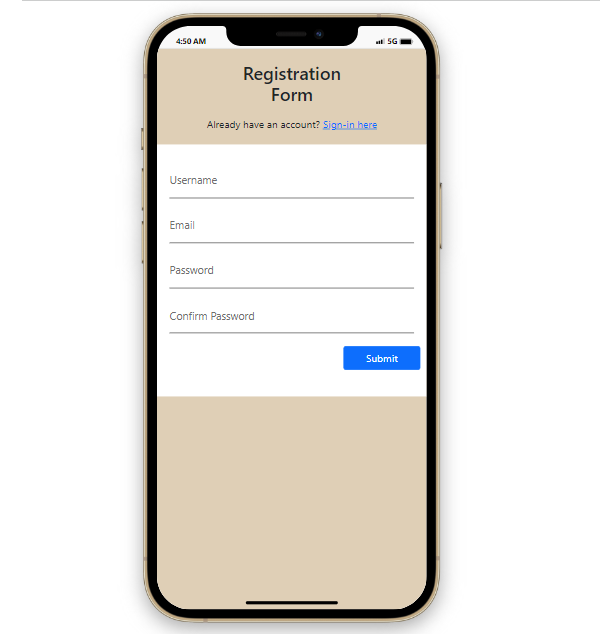 4:50 AM 5G
Registration
Form
Already have an account? Sign-in here
Username
Email
Password
Confirm Password
Submit